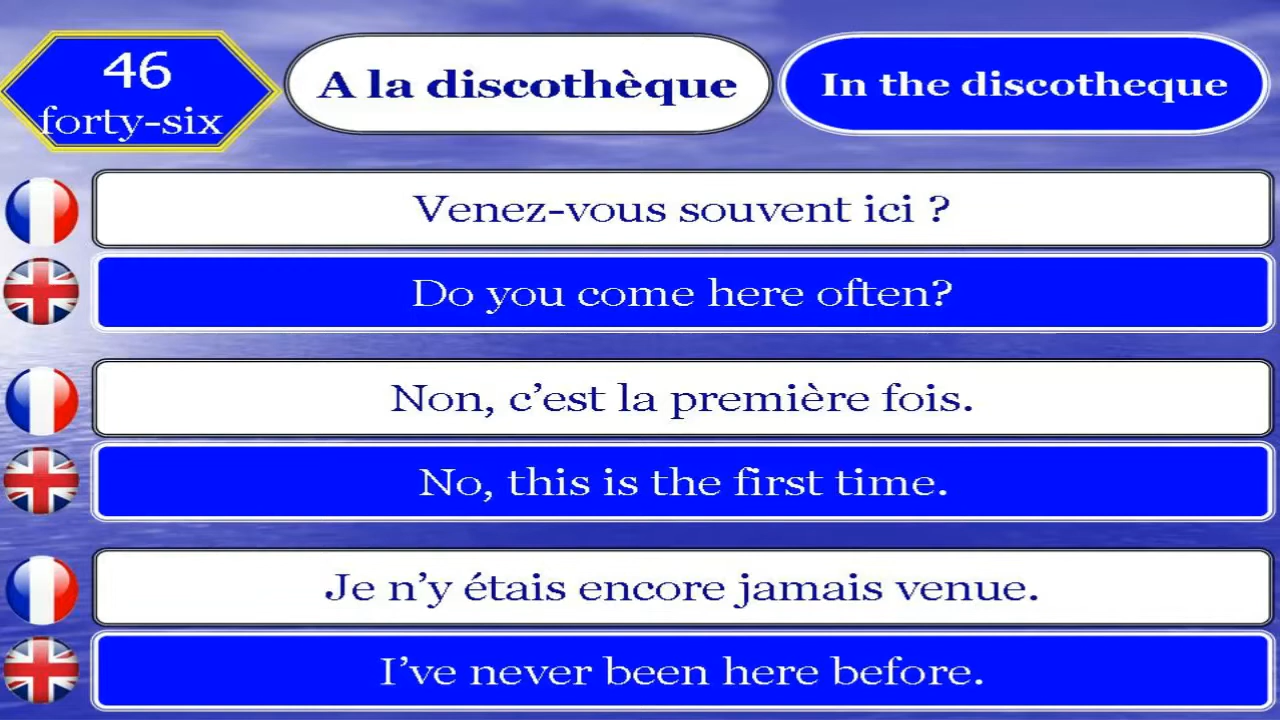 46
forty-six
A la discothèque
In the discotheque
Venez-vous souvent ici ?
Do you come here often?
Non, c’est la première fois.
No, this is the first time.
Je n’y étais encore jamais venue.
I’ve never been here before.